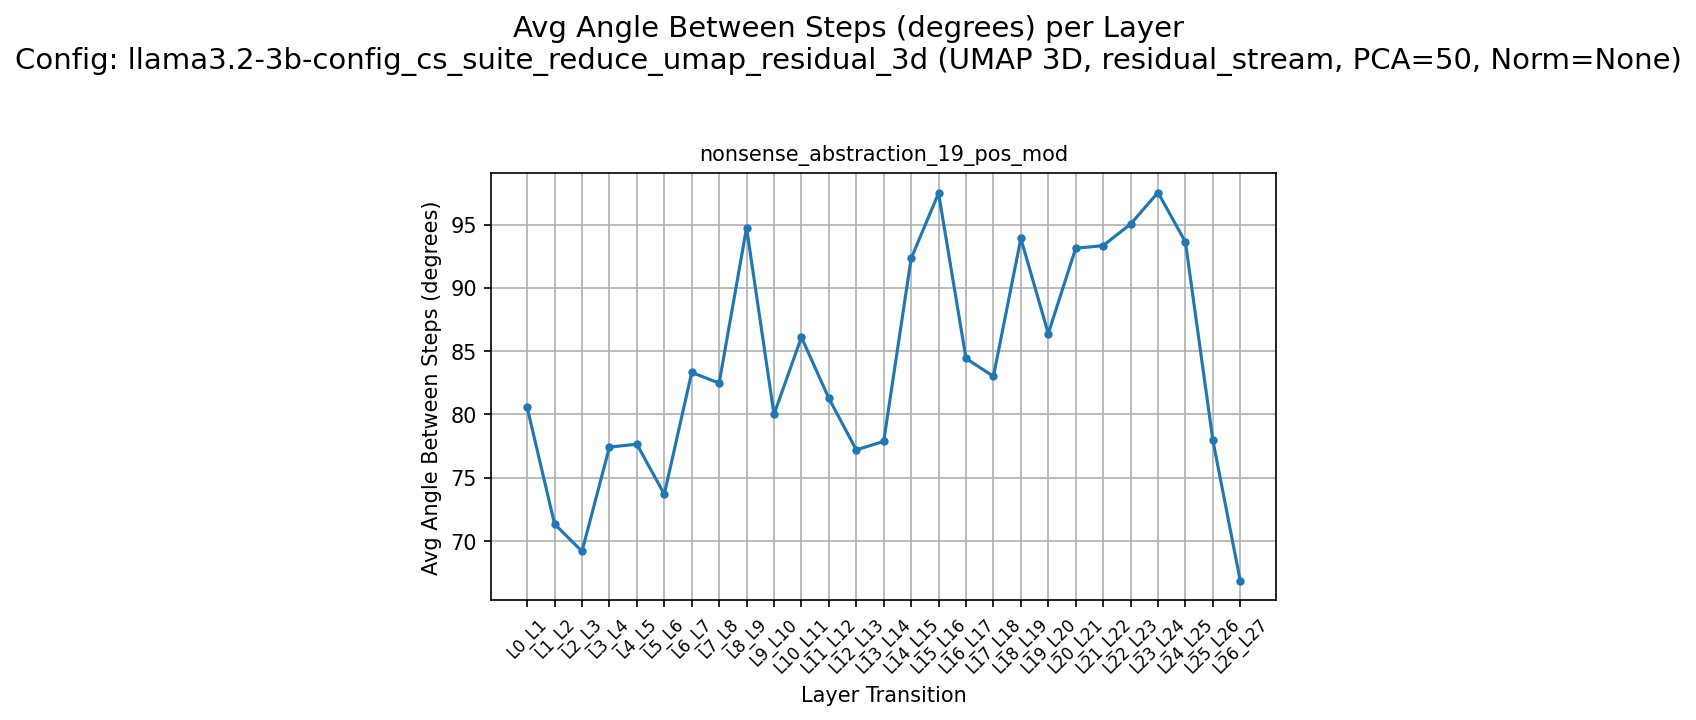 Avg Angle Between Steps (degrees) per Layer
Config: llama3.2-3b-config_cs_suite_reduce_umap_residual_3d (UMAP 3D, residual_stream, PCA=50, Norm=None)
nonsense_abstraction_19_pos_mod
Avg Angle Between Steps (degrees)
95
90
85
80
75
70
L0_L1
L1_L2
L2_L3
L3_L4
L4_L5
L5_L6
L6_L7
L7_L8
L8_L9
L9_L10
L10_L11
L11_L12
L12_L13
L13_L14
L14_L15
L15_L16
L16_L17
L17_L18
L18_L19
L19_L20
L20_L21
L21_L22
L22_L23
L23_L24
L24_L25
L25_L26
L26_L27
Layer Transition